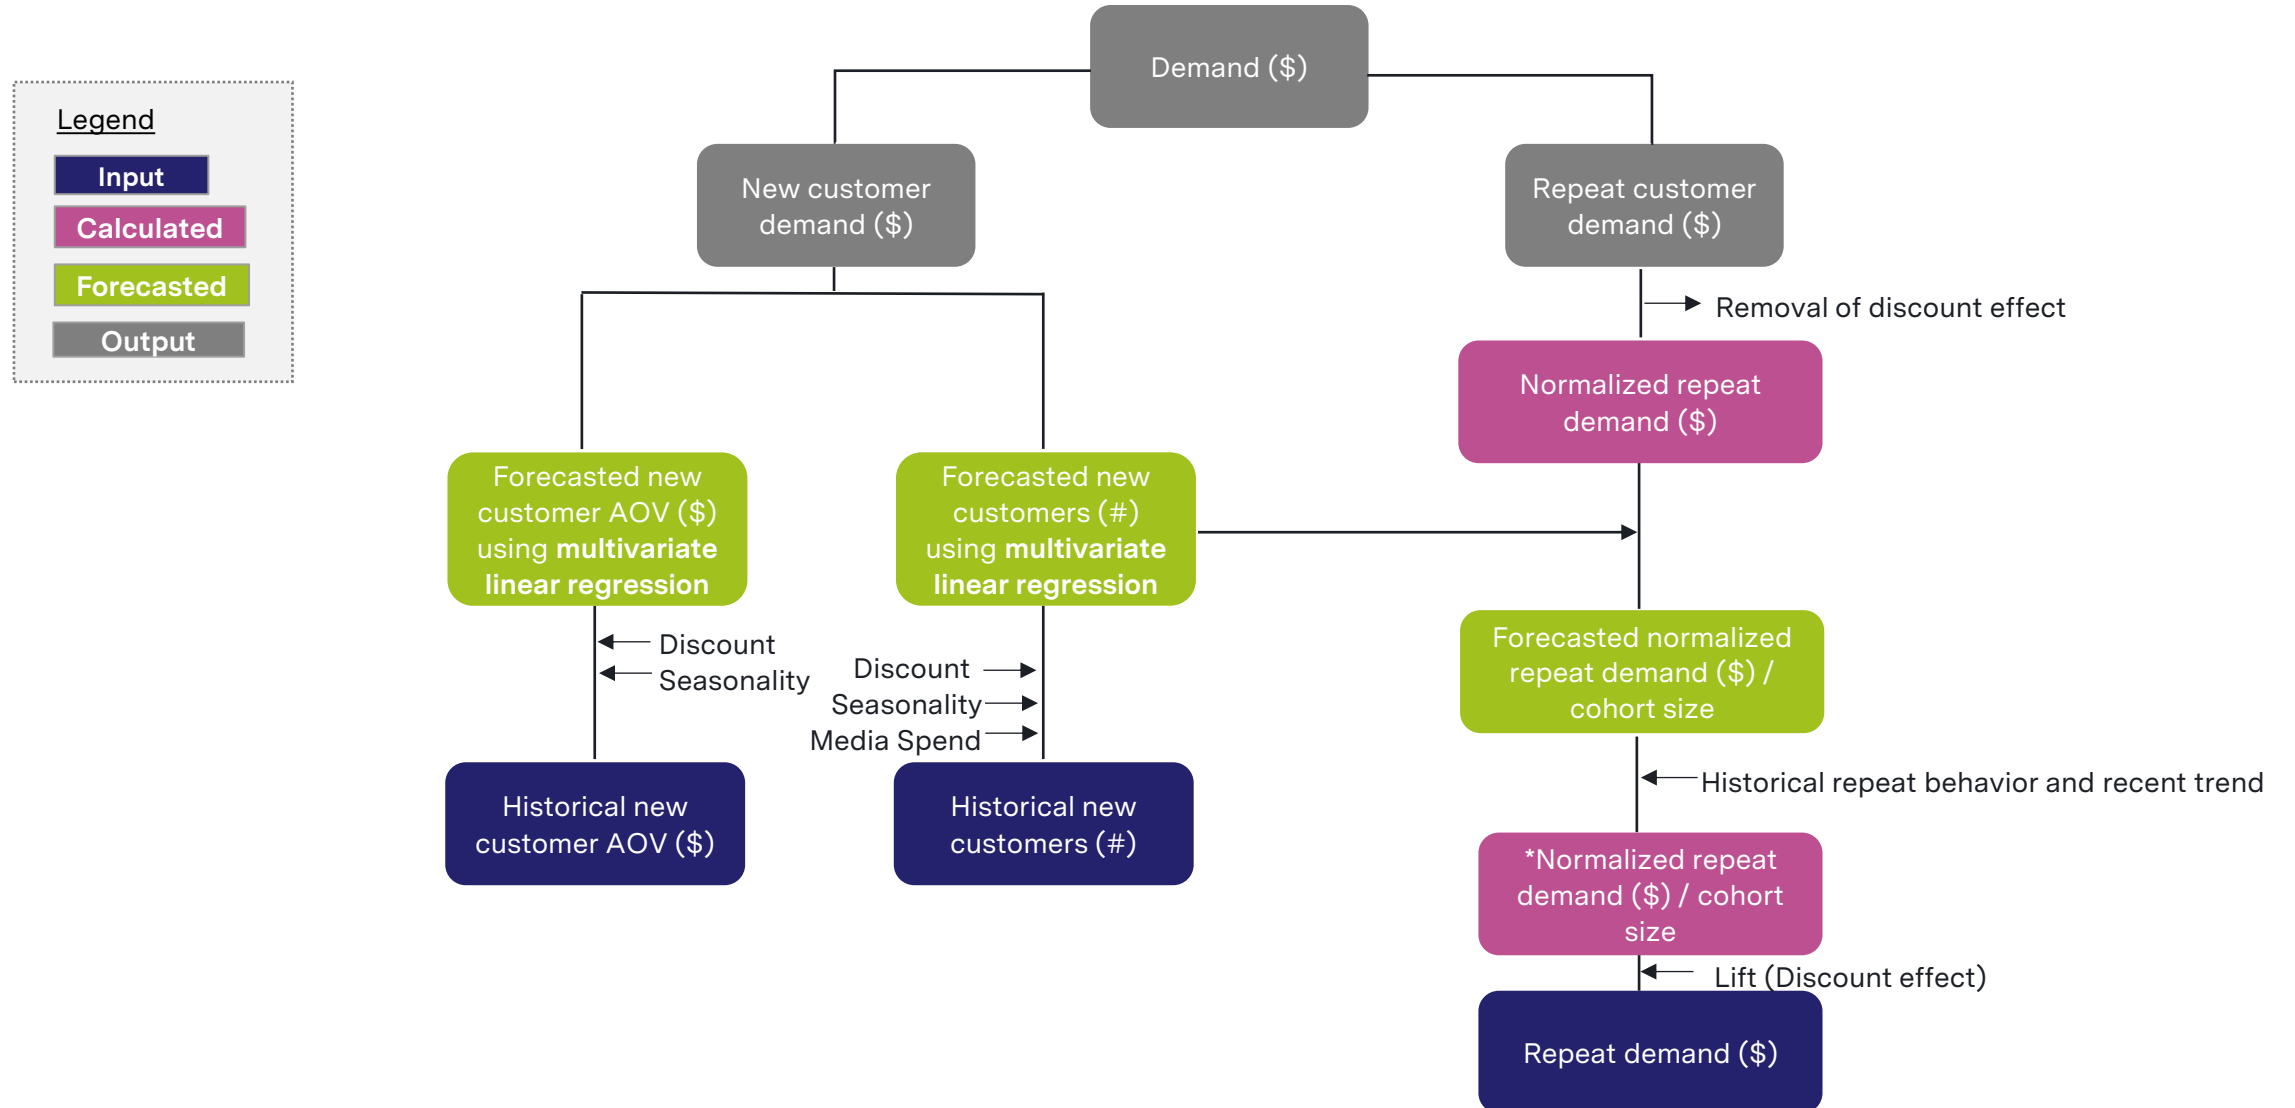 Legend
Input
Calculated
Forecasted
Output
Demand ($)
New customer
demand ($)
Repeat customer
demand ($)
Removal of discount effect
Normalized repeat
demand ($)
Forecasted new
customer AOV ($)
using multivariate
linear regression
Forecasted new
customers (#)
using multivariate
linear regression
Discount
Seasonality
Discount
Seasonality
Media Spend
Forecasted normalized
repeat demand ($) /
cohort size
Historical new
customer AOV ($)
Historical new
customers (#)
Historical repeat behavior and recent trend
*Normalized repeat
demand ($) / cohort
size
Lift (Discount effect)
Repeat demand ($)